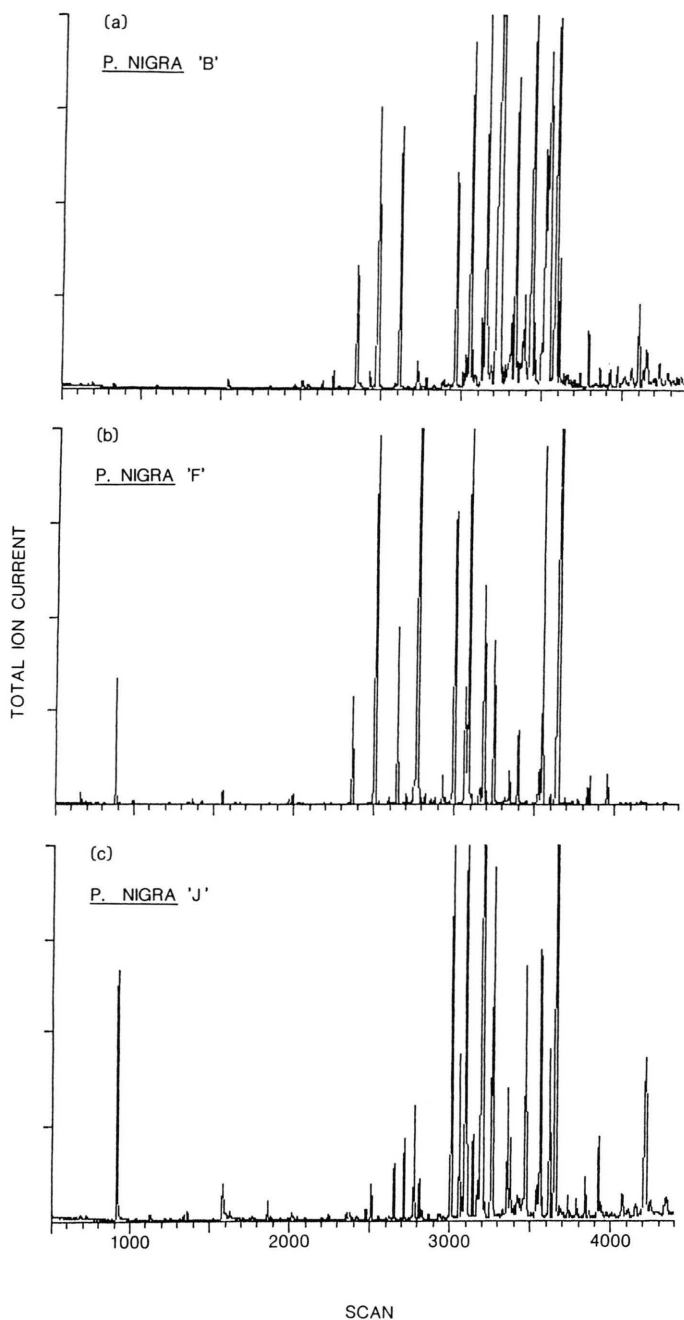 (a)
P. NIGRA 'B'
(b)
P. NIGRA 'F'
TOTAL ION CURRENT
(c)
P. NIGRA 'J'
1000 2000 3000 4000
SCAN